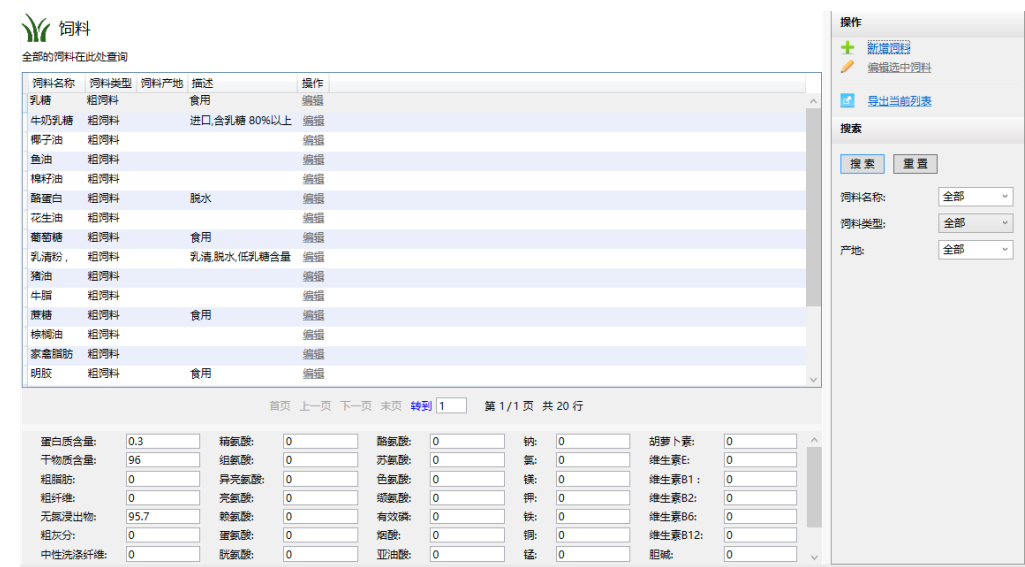 饲料
全部的饲料在此处查询
饲料名称 饲料类型 饲料产地 描述 操作
乳糖 粗饲料 食用 编辑
牛奶乳糖 粗饲料 进口,含乳糖 80%以上 编辑
椰子油 粗饲料 编辑
鱼油 粗饲料 编辑
棉籽油 粗饲料 编辑
酪蛋白 粗饲料 脱水 编辑
花生油 粗饲料 编辑
葡萄糖 粗饲料 食用 编辑
乳清粉 , 粗饲料 乳清,脱水,低乳糖含量 编辑
猪油 粗饲料 编辑
牛脂 粗饲料 编辑
蔗糖 粗饲料 食用 编辑
棕榈油 粗饲料 编辑
家禽脂肪 粗饲料 编辑
明胶 粗饲料 食用 编辑
首页 上一页 下一页 末页 转到 1 第 1/1 页 共 20 行
蛋白质含量: 0.3 精氨酸: 0 酪氨酸: 0 钠: 0 胡萝卜素: 0
干物质含量: 96 组氨酸: 0 苏氨酸: 0 氯: 0 维生素E: 0
粗脂肪: 0 异亮氨酸: 0 色氨酸: 0 镁: 0 维生素B1 : 0
粗纤维: 0 亮氨酸: 0 缬氨酸: 0 钾: 0 维生素B2: 0
无氮浸出物: 95.7 赖氨酸: 0 有效磷: 0 铁: 0 维生素B6: 0
粗灰分: 0 蛋氨酸: 0 烟酸: 0 铜: 0 维生素B12: 0
中性洗涤纤维: 0 胱氨酸: 0 亚油酸: 0 锰: 0 胆碱: 0
操作
新增饲料
编辑选中饲料
导出当前列表
搜索
搜 索 重 置
饲料名称: 全部
饲料类型: 全部
产地: 全部